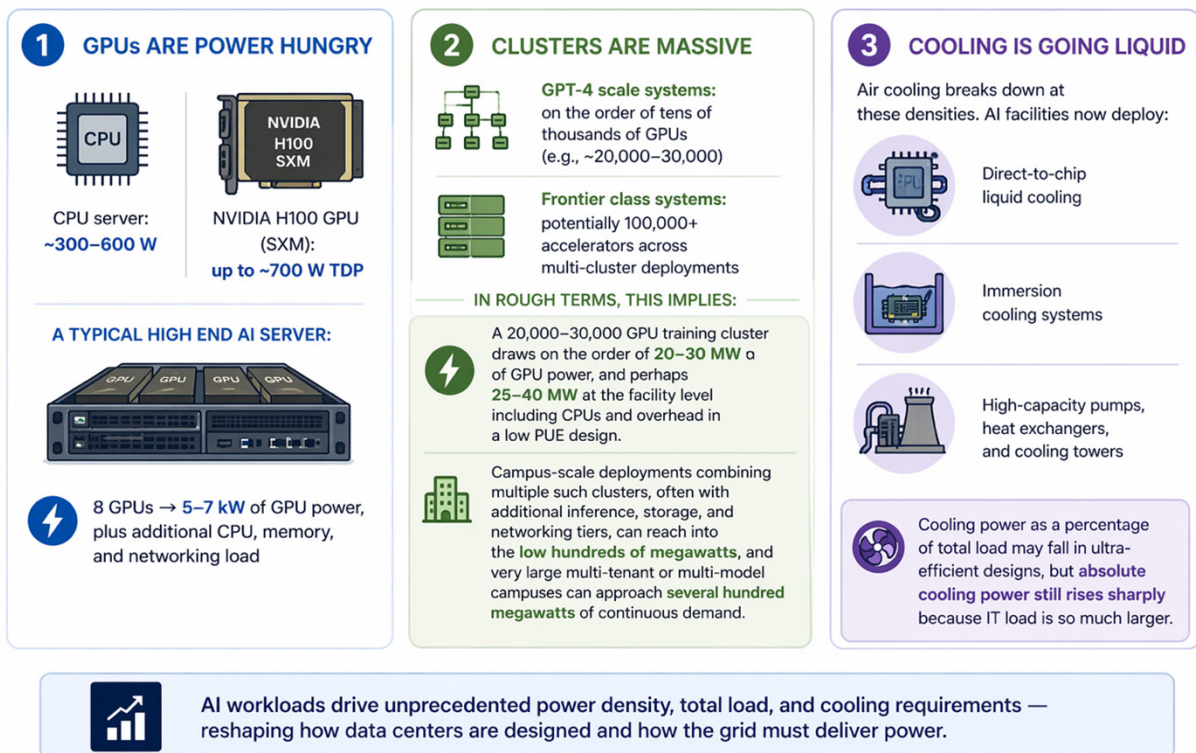 1 GPUs ARE POWER HUNGRY
CPU
NVIDIA
H100
SXM
CPU server:
~300–600 W
NVIDIA H100 GPU
(SXM):
up to ~700 W TDP
A TYPICAL HIGH END AI SERVER:
GPU GPU GPU GPU
8 GPUs → 5–7 kW of GPU power,
plus additional CPU, memory,
and networking load
2 CLUSTERS ARE MASSIVE
GPT-4 scale systems:
on the order of tens of
thousands of GPUs
(e.g., ~20,000–30,000)
Frontier class systems:
potentially 100,000+
accelerators across
multi-cluster deployments
IN ROUGH TERMS, THIS IMPLIES:
A 20,000–30,000 GPU training cluster
draws on the order of 20–30 MW α
of GPU power, and perhaps
25–40 MW at the facility level
including CPUs and overhead in
a low PUE design.
Campus-scale deployments combining
multiple such clusters, often with
additional inference, storage, and
networking tiers, can reach into
the low hundreds of megawatts, and
very large multi-tenant or multi-model
campuses can approach several hundred
megawatts of continuous demand.
3 COOLING IS GOING LIQUID
Air cooling breaks down at
these densities. AI facilities now deploy:
Direct-to-chip
liquid cooling
Immersion
cooling systems
High-capacity pumps,
heat exchangers,
and cooling towers
Cooling power as a percentage
of total load may fall in ultra-
efficient designs, but absolute
cooling power still rises sharply
because IT load is so much larger.
AI workloads drive unprecedented power density, total load, and cooling requirements —
reshaping how data centers are designed and how the grid must deliver power.